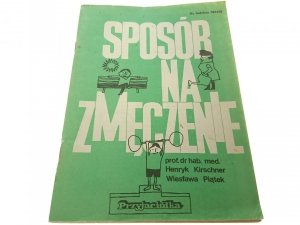 SPOSÓB
NA
ZMĘCZENIE
prof. dr hab. med.
Henryk Kirschner
Wiesława Piątek
Przyjaciółka